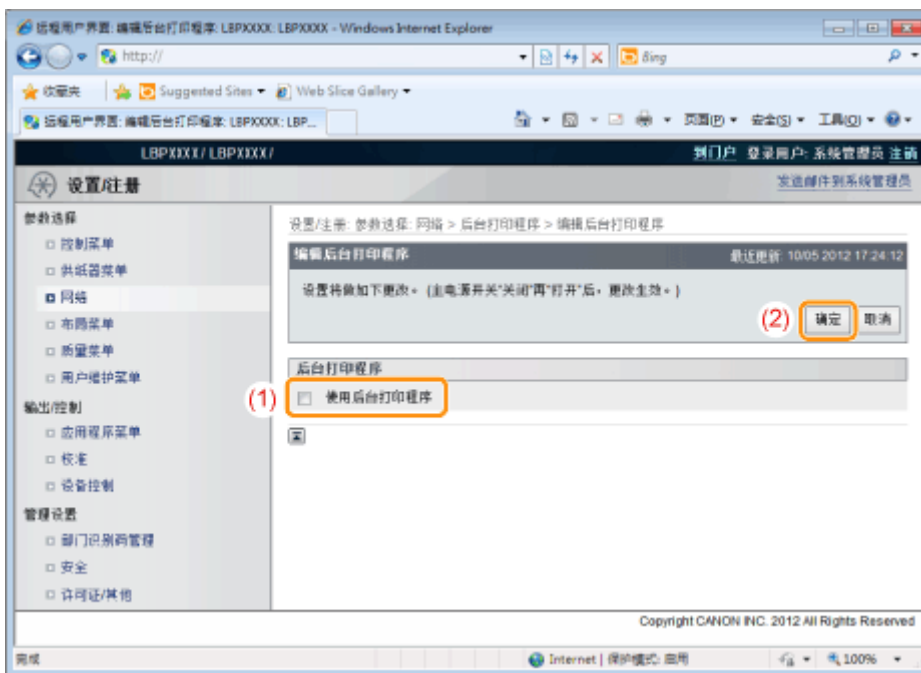 远程用户界面: 编辑后台打印程序: LBPXXXX: LBPXXXX - Windows Internet Explorer
http://
Bing
收藏夹 Suggested Sites Web Slice Gallery
远程用户界面: 编辑后台打印程序: LBPXXXX: LBP... 页面(P) 安全(S) 工具(O)
LBPXXXX/ LBPXXXX/ 到门户 登录用户: 系统管理员 注销
设置/注册 发送邮件到系统管理员
参数选择
控制菜单
供纸器菜单
网络
布局菜单
质量菜单
用户维护菜单
输出/控制
应用程序菜单
校准
设备控制
管理设置
部门识别码管理
安全
许可证/其他
设置/注册: 参数选择: 网络 > 后台打印程序 > 编辑后台打印程序
编辑后台打印程序 最近更新: 10/05 2012 17:24:12
设置将做如下更改。 (主电源开关"关闭"再"打开"后，更改生效。)
(2) 确定 取消
后台打印程序
(1) 使用后台打印程序
Copyright CANON INC. 2012 All Rights Reserved
完成 Internet | 保护模式: 启用 100%